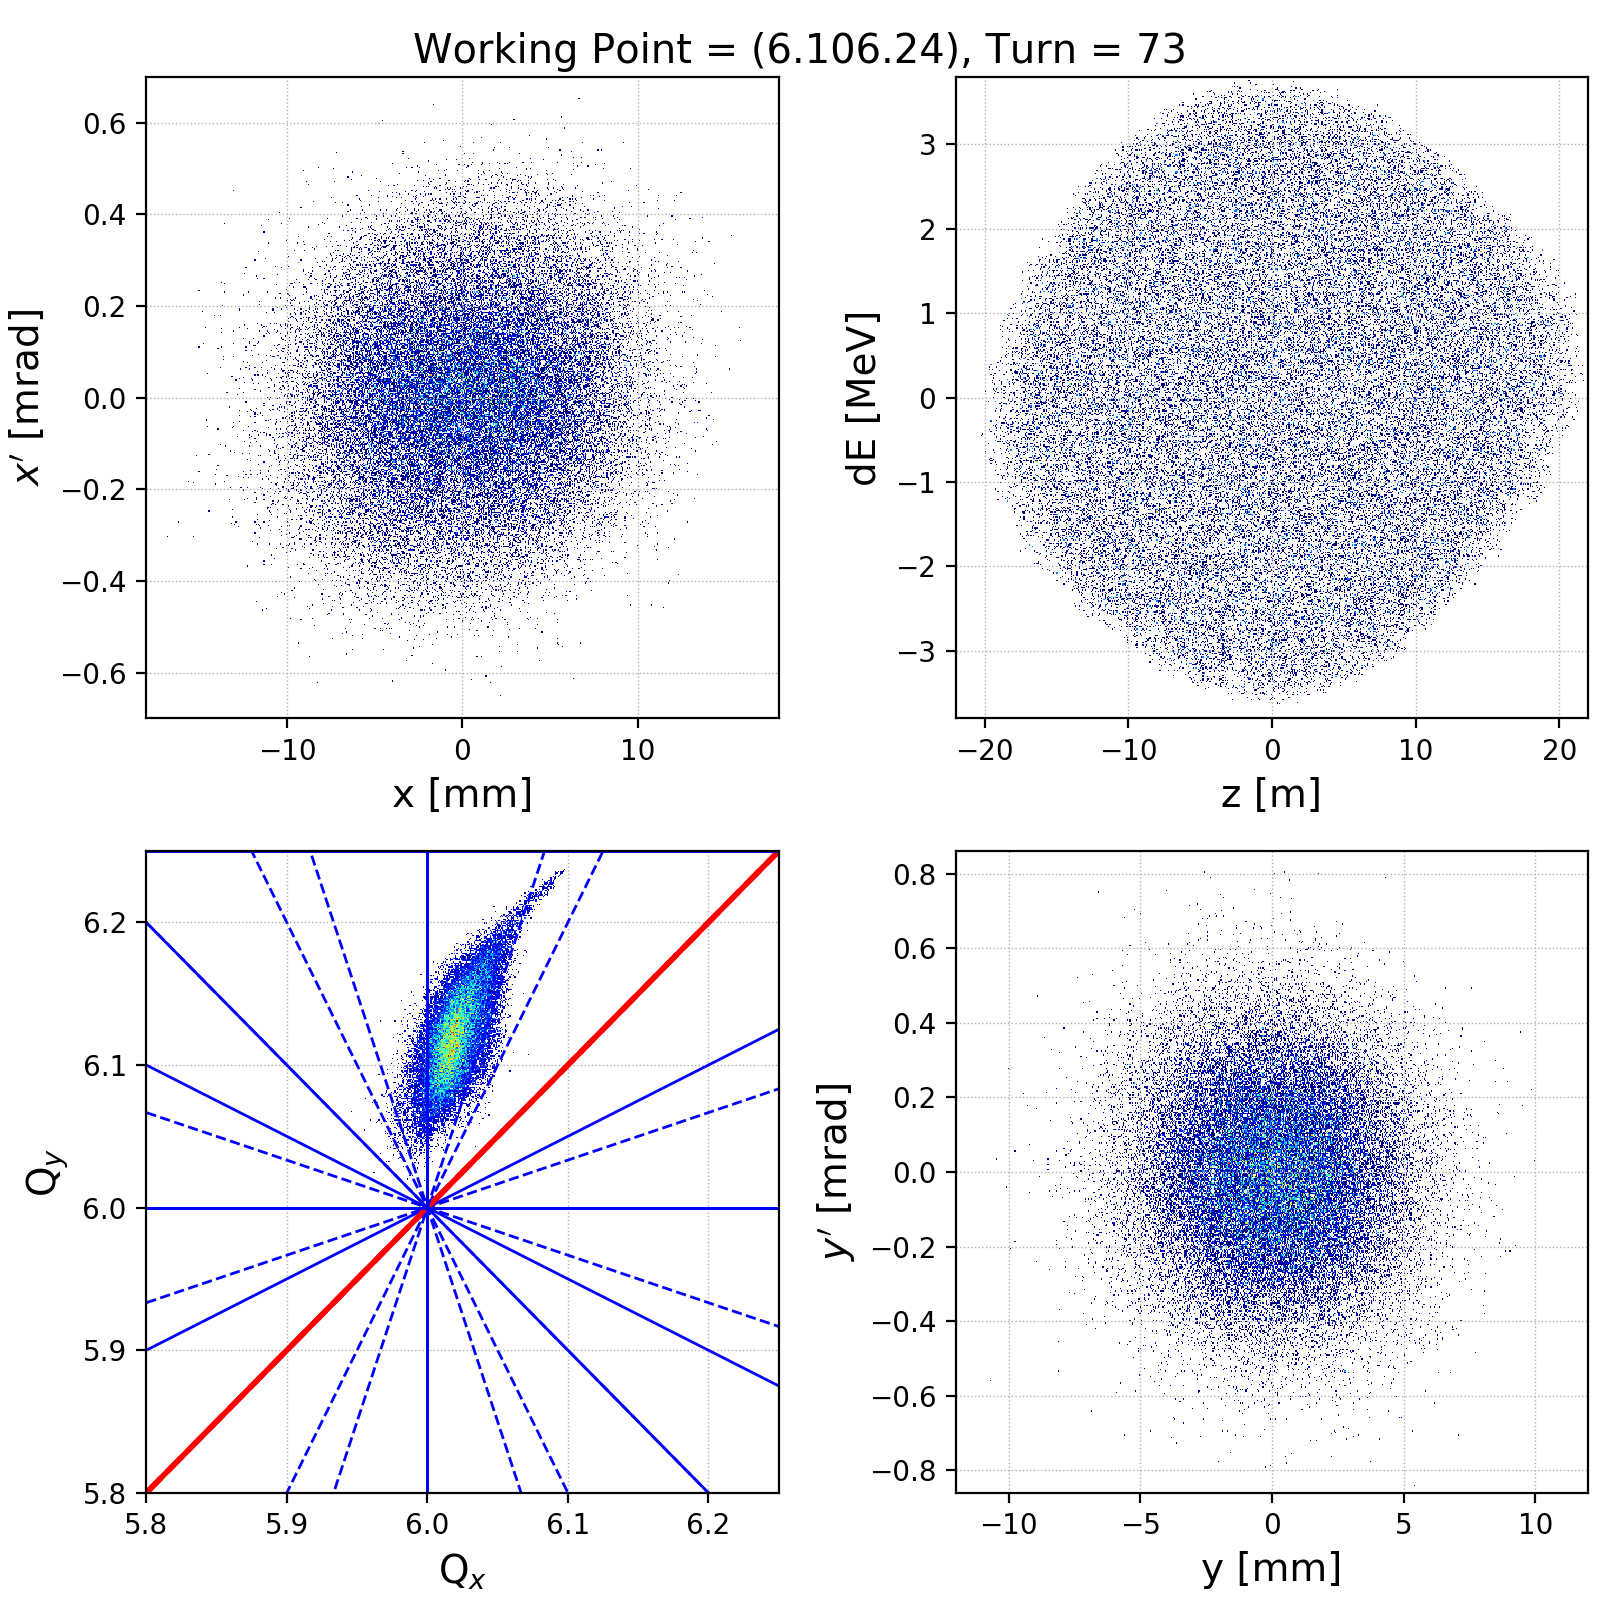 Working Point = (6.106.24), Turn = 73
0.6
0.4
0.2
0.0
−0.2
−0.4
−0.6
x′ [mrad]
−10 0 10
x [mm]
3
2
1
0
−1
−2
−3
dE [MeV]
−20 −10 0 10 20
z [m]
6.2
6.1
6.0
5.9
5.8
Qy
5.8 5.9 6.0 6.1 6.2
Qx
0.8
0.6
0.4
0.2
0.0
−0.2
−0.4
−0.6
−0.8
y′ [mrad]
−10 −5 0 5 10
y [mm]